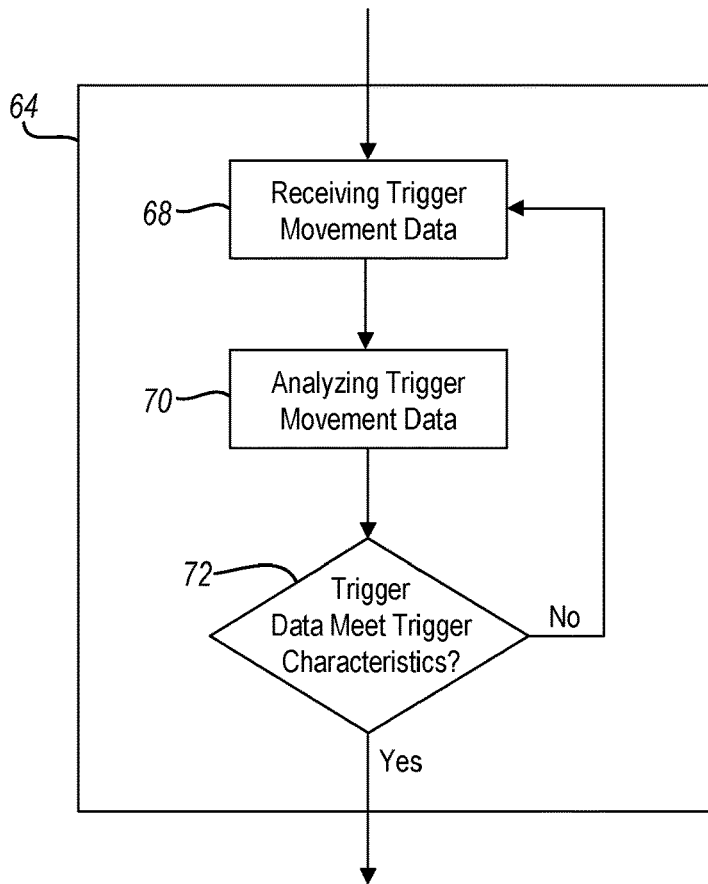 64
68
Receiving Trigger
Movement Data
70
Analyzing Trigger
Movement Data
72
Trigger
Data Meet Trigger
Characteristics?
No
Yes